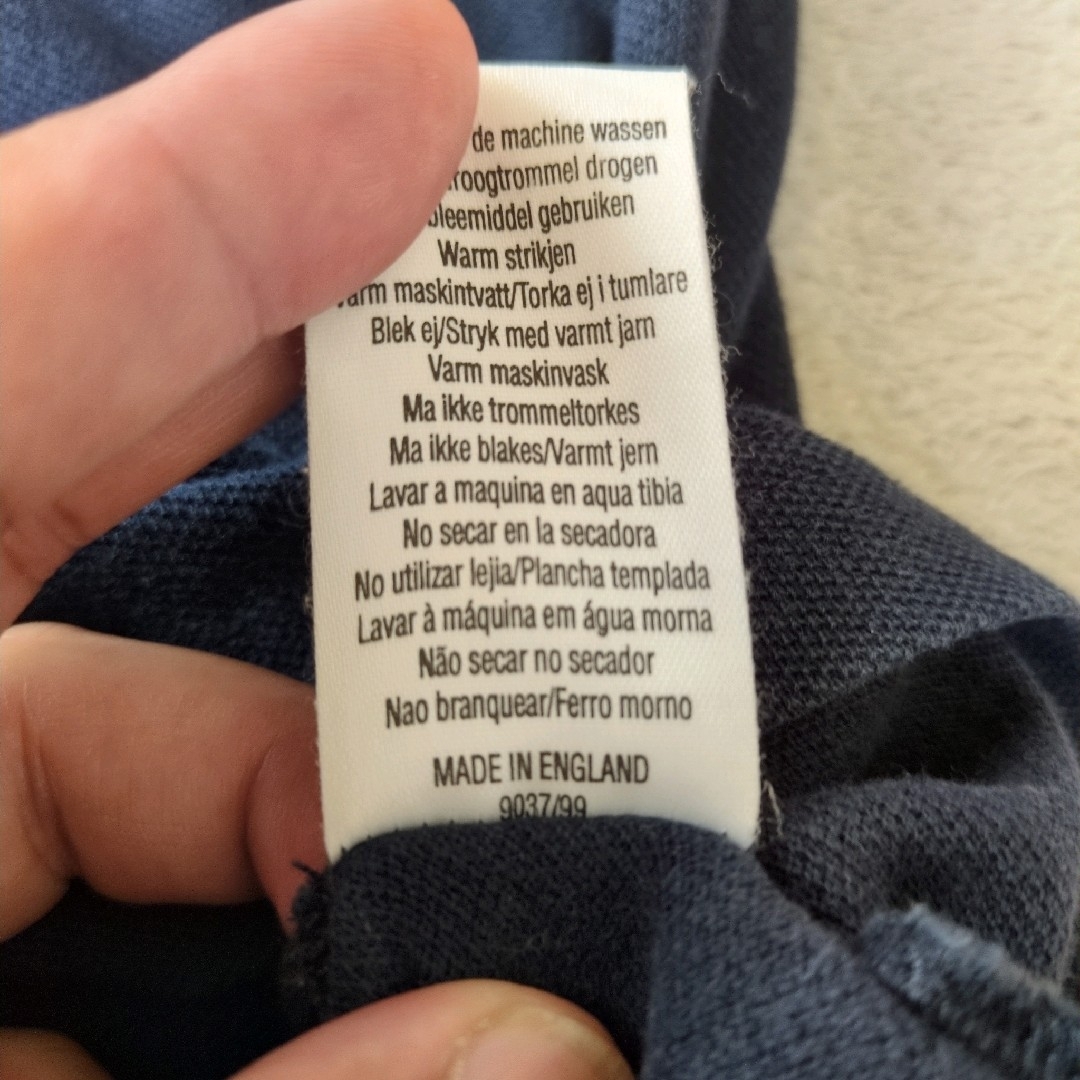 de machine wassen
drogen
gebruiken
Warm strikjen
maskintvatt/Torka ej i tumlare
Blek ej/Stryk med varmt jarn
Varm maskinvask
Ma ikke trommeltorkes
Ma ikke blakes/Varmt jern
Lavar a maquina en aqua tibia
No secar en la secadora
No utilizar lejia/Plancha templada
Lavar à máquina em água morna
Não secar no secador
Nao branquear/Ferro morno
MADE IN ENGLAND
9037/99